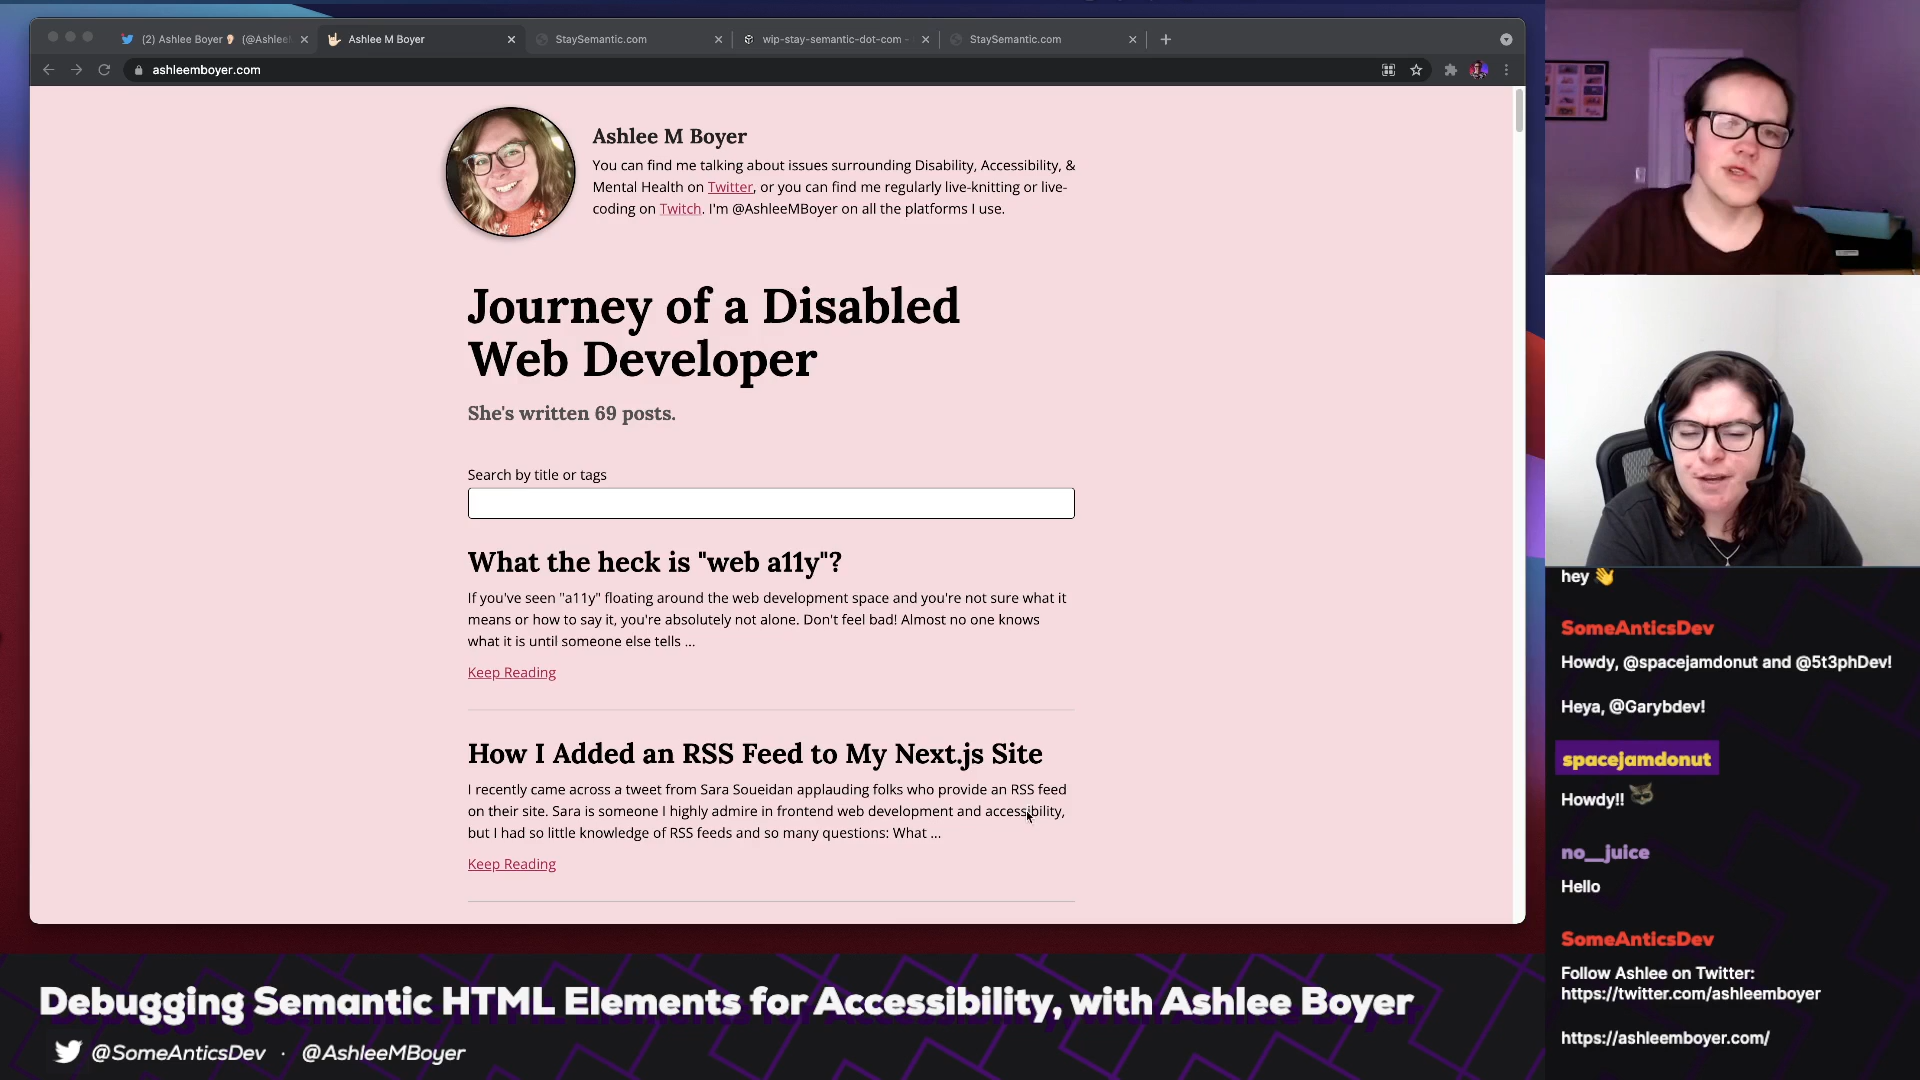 (2) Ashlee Boyer (@Ashlee
Ashlee M Boyer
StaySemantic.com
wip-stay-semantic-dot-com -
StaySemantic.com
ashleemboyer.com
Ashlee M Boyer
You can find me talking about issues surrounding Disability, Accessibility, &
Mental Health on Twitter, or you can find me regularly live-knitting or live-
coding on Twitch. I'm @AshleeMBoyer on all the platforms I use.
Journey of a Disabled
Web Developer
She's written 69 posts.
Search by title or tags
What the heck is "web a11y"?
If you've seen "a11y" floating around the web development space and you're not sure what it
means or how to say it, you're absolutely not alone. Don't feel bad! Almost no one knows
what it is until someone else tells ...
Keep Reading
How I Added an RSS Feed to My Next.js Site
I recently came across a tweet from Sara Soueidan applauding folks who provide an RSS feed
on their site. Sara is someone I highly admire in frontend web development and accessibility,
but I had so little knowledge of RSS feeds and so many questions: What ...
Keep Reading
hey 👋
SomeAnticsDev
Howdy, @spacejamdonut and @5t3phDev!
Heya, @Garybdev!
spacejamdonut
Howdy!!
no__juice
Hello
SomeAnticsDev
Follow Ashlee on Twitter:
https://twitter.com/ashleemboyer
https://ashleemboyer.com/
Debugging Semantic HTML Elements for Accessibility, with Ashlee Boyer
@SomeAnticsDev · @AshleeMBoyer